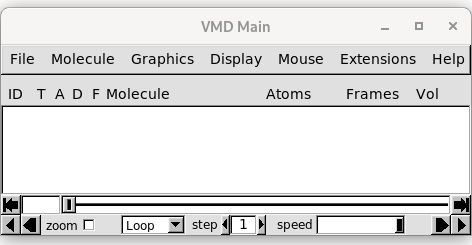 VMD Main
File Molecule Graphics Display Mouse Extensions Help
ID T A D F Molecule Atoms Frames Vol
zoom Loop step 1 speed